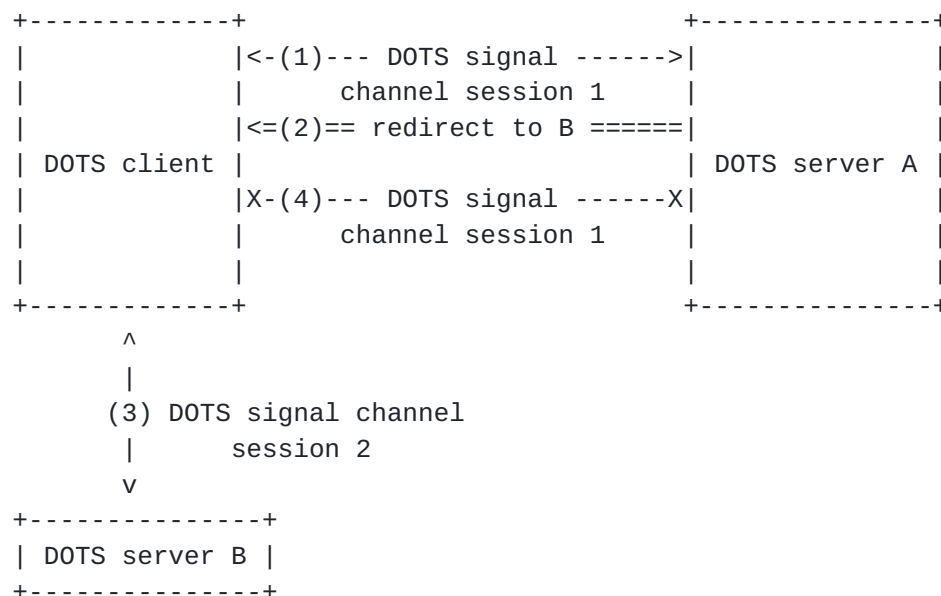 +-------------+                          +---------------+
|             |<-(1)--- DOTS signal ------>|               |
|             |      channel session 1     |               |
|             |<=(2)== redirect to B ======|               |
| DOTS client |                            | DOTS server A |
|             |X-(4)--- DOTS signal ------X|               |
|             |      channel session 1     |               |
|             |                            |               |
+-------------+                          +---------------+
       ^
       |
      (3) DOTS signal channel
       |      session 2
       v
+---------------+
| DOTS server B |
+---------------+